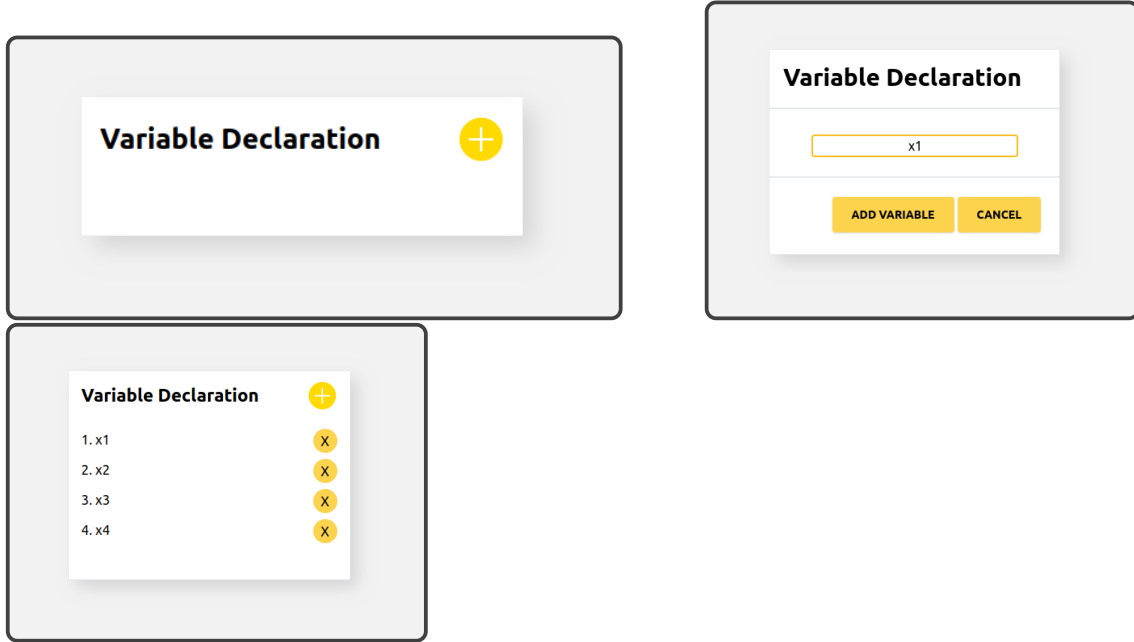 Variable Declaration
Variable Declaration
x1
ADD VARIABLE CANCEL
Variable Declaration
1. x1 X
2. x2 X
3. x3 X
4. x4 X